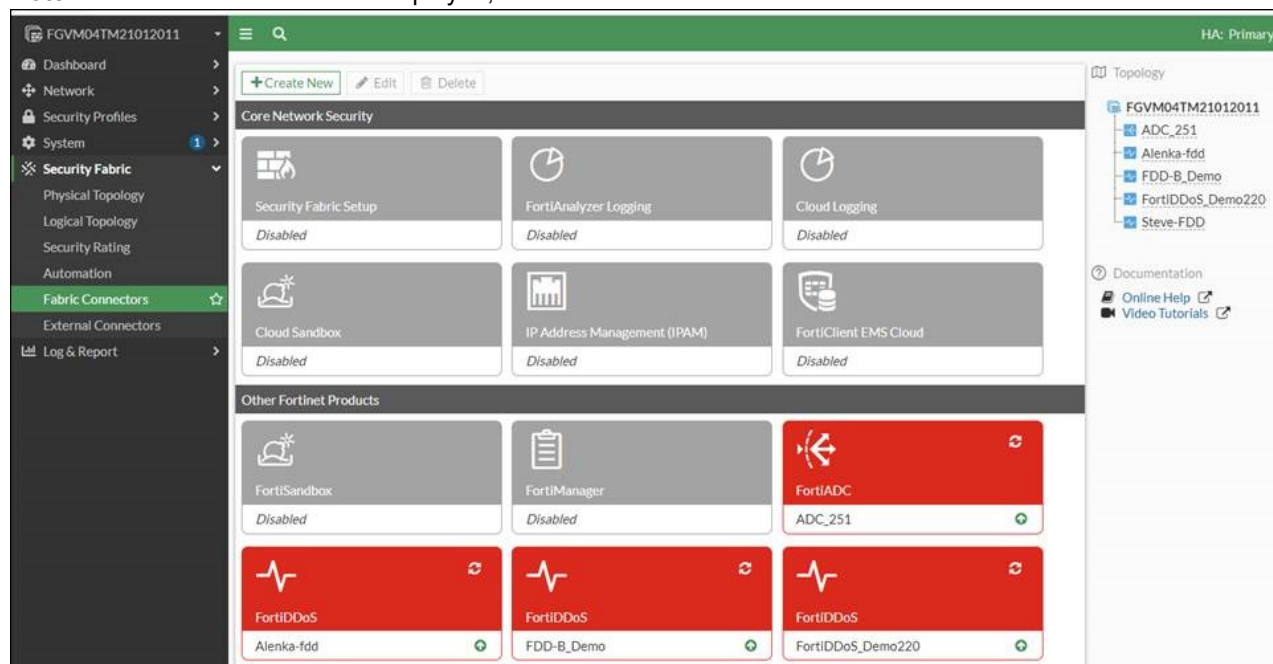 FGVM04TM21012011
HA: Primary
Dashboard
Network
Security Profiles
System 1
Security Fabric
Physical Topology
Logical Topology
Security Rating
Automation
Fabric Connectors
External Connectors
Log & Report
+Create New Edit Delete
Core Network Security
Security Fabric Setup
Disabled
FortiAnalyzer Logging
Disabled
Cloud Logging
Disabled
Cloud Sandbox
Disabled
IP Address Management (IPAM)
Disabled
FortiClient EMS Cloud
Disabled
Other Fortinet Products
FortiSandbox
Disabled
FortiManager
Disabled
FortiADC
ADC_251
FortiDDoS
Alenka-fdd
FortiDDoS
FDD-B_Demo
FortiDDoS
FortiDDoS_Demo220
Topology
FGVM04TM21012011
ADC_251
Alenka-fdd
FDD-B_Demo
FortiDDoS_Demo220
Steve-FDD
Documentation
Online Help
Video Tutorials